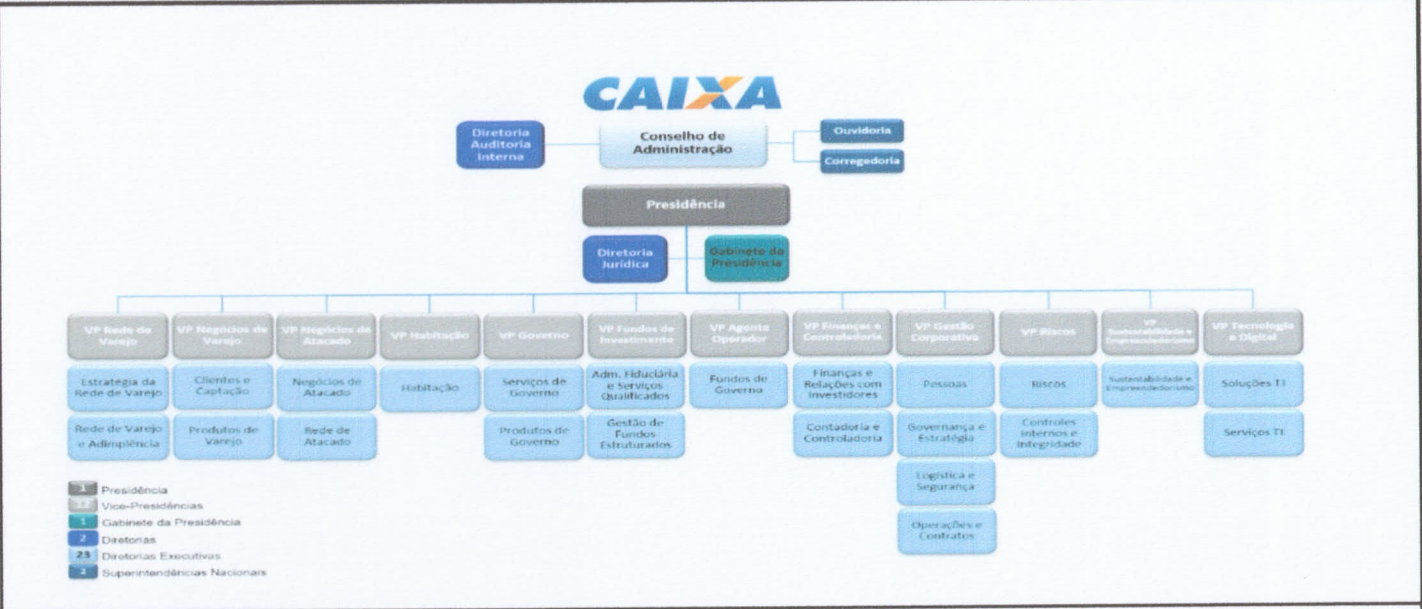 CAIXA
Diretoria
Auditoria
Interna
Conselho de
Administração
Ouvidoria
Corregedoria
Presidência
Diretoria
Jurídica
Gabinete da
Presidência
VP Rede de
Varejo
VP Negócios de
Varejo
VP Negócios de
Atacado
VP Habitação
VP Governo
VP Fundos de
Investimento
VP Agente
Operador
VP Finanças e
Controladoria
VP Gestão
Corporativa
VP Riscos
VP
Sustentabilidade e
Empreendedorismo
VP Tecnologia
e Digital
Estratégia da
Rede de Varejo
Clientes e
Captação
Negócios de
Atacado
Habitação
Serviços de
Governo
Adm. Fiduciária
e Serviços
Qualificados
Fundos de
Governo
Finanças e
Relações com
Investidores
Pessoas
Riscos
Sustentabilidade e
Empreendedorismo
Soluções TI
Rede de Varejo
e Adimplência
Produtos de
Varejo
Rede de
Atacado
Produtos de
Governo
Gestão de
Fundos
Estruturados
Contadoria e
Controladoria
Governança e
Estratégia
Controles
Internos e
Integridade
Serviços TI
Logística e
Segurança
Operações e
Contratos
1 Presidência
12 Vice-Presidências
1 Gabinete da Presidência
2 Diretorias
23 Diretorias Executivas
2 Superintendências Nacionais